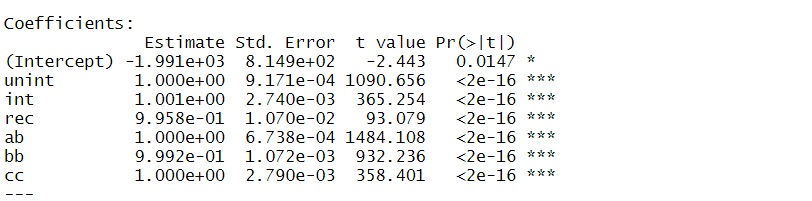 Coefficients:
Estimate Std. Error t value Pr(>|t|)
(Intercept) -1.991e+03 8.149e+02 -2.443 0.0147 *
unint 1.000e+00 9.171e-04 1090.656 <2e-16 ***
int 1.001e+00 2.740e-03 365.254 <2e-16 ***
rec 9.958e-01 1.070e-02 93.079 <2e-16 ***
ab 1.000e+00 6.738e-04 1484.108 <2e-16 ***
bb 9.992e-01 1.072e-03 932.236 <2e-16 ***
cc 1.000e+00 2.790e-03 358.401 <2e-16 ***
---